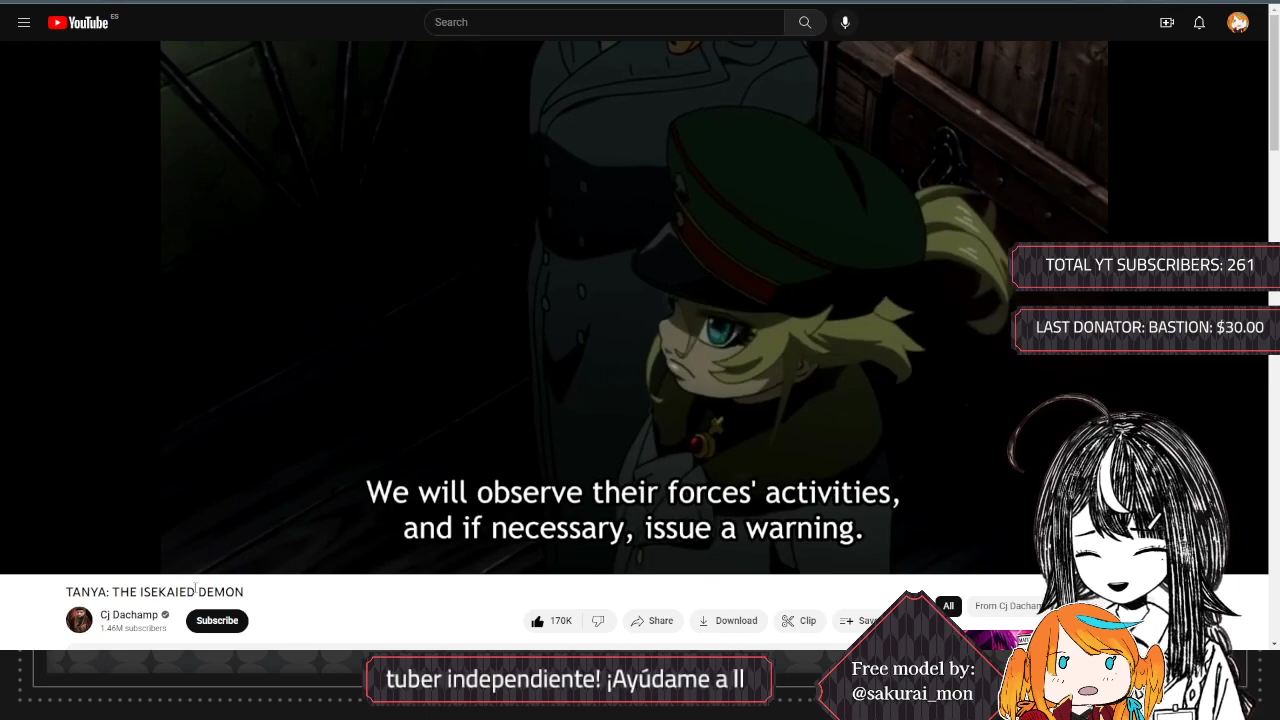 YouTube ES
Search
TOTAL YT SUBSCRIBERS: 261
LAST DONATOR: BASTION: $30.00
We will observe their forces' activities,
and if necessary, issue a warning.
TANYA: THE ISEKAIED DEMON
Cj Dachamp
1.46M subscribers
Subscribe
170K
Share
Download
Clip
Save
All
From Cj Dacham
tuber independiente! ¡Ayúdame a ll
Free model by:
@sakurai_mon